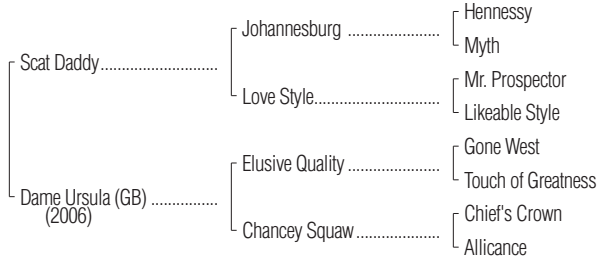 Hennessy
Johannesburg ....................
Myth
Scat Daddy..........................
Mr. Prospector
Love Style...........................
Likeable Style
Gone West
Elusive Quality ....................
Touch of Greatness
Dame Ursula (GB) ...............
(2006)
Chief's Crown
Chancey Squaw..................
Allicance